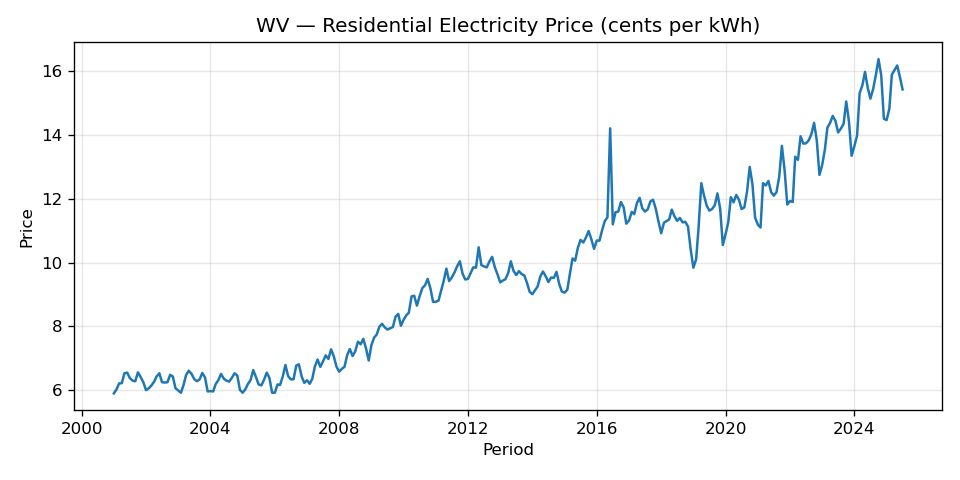 WV — Residential Electricity Price (cents per kWh)
16
14
12
10
8
6
Price
2000 2004 2008 2012 2016 2020 2024
Period